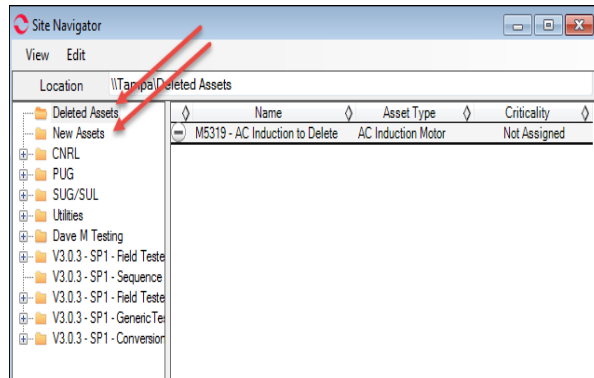 Site Navigator
View Edit
Location \\Tampa\Deleted Assets
Deleted Assets
New Assets
CNRL
PUG
SUG/SUL
Utilities
Dave M Testing
V3.0.3 - SP1 - Field Teste
V3.0.3 - SP1 - Sequence
V3.0.3 - SP1 - Field Teste
V3.0.3 - SP1 - GenericTes
V3.0.3 - SP1 - Conversion
Name Asset Type Criticality
M5319 - AC Induction to Delete AC Induction Motor Not Assigned